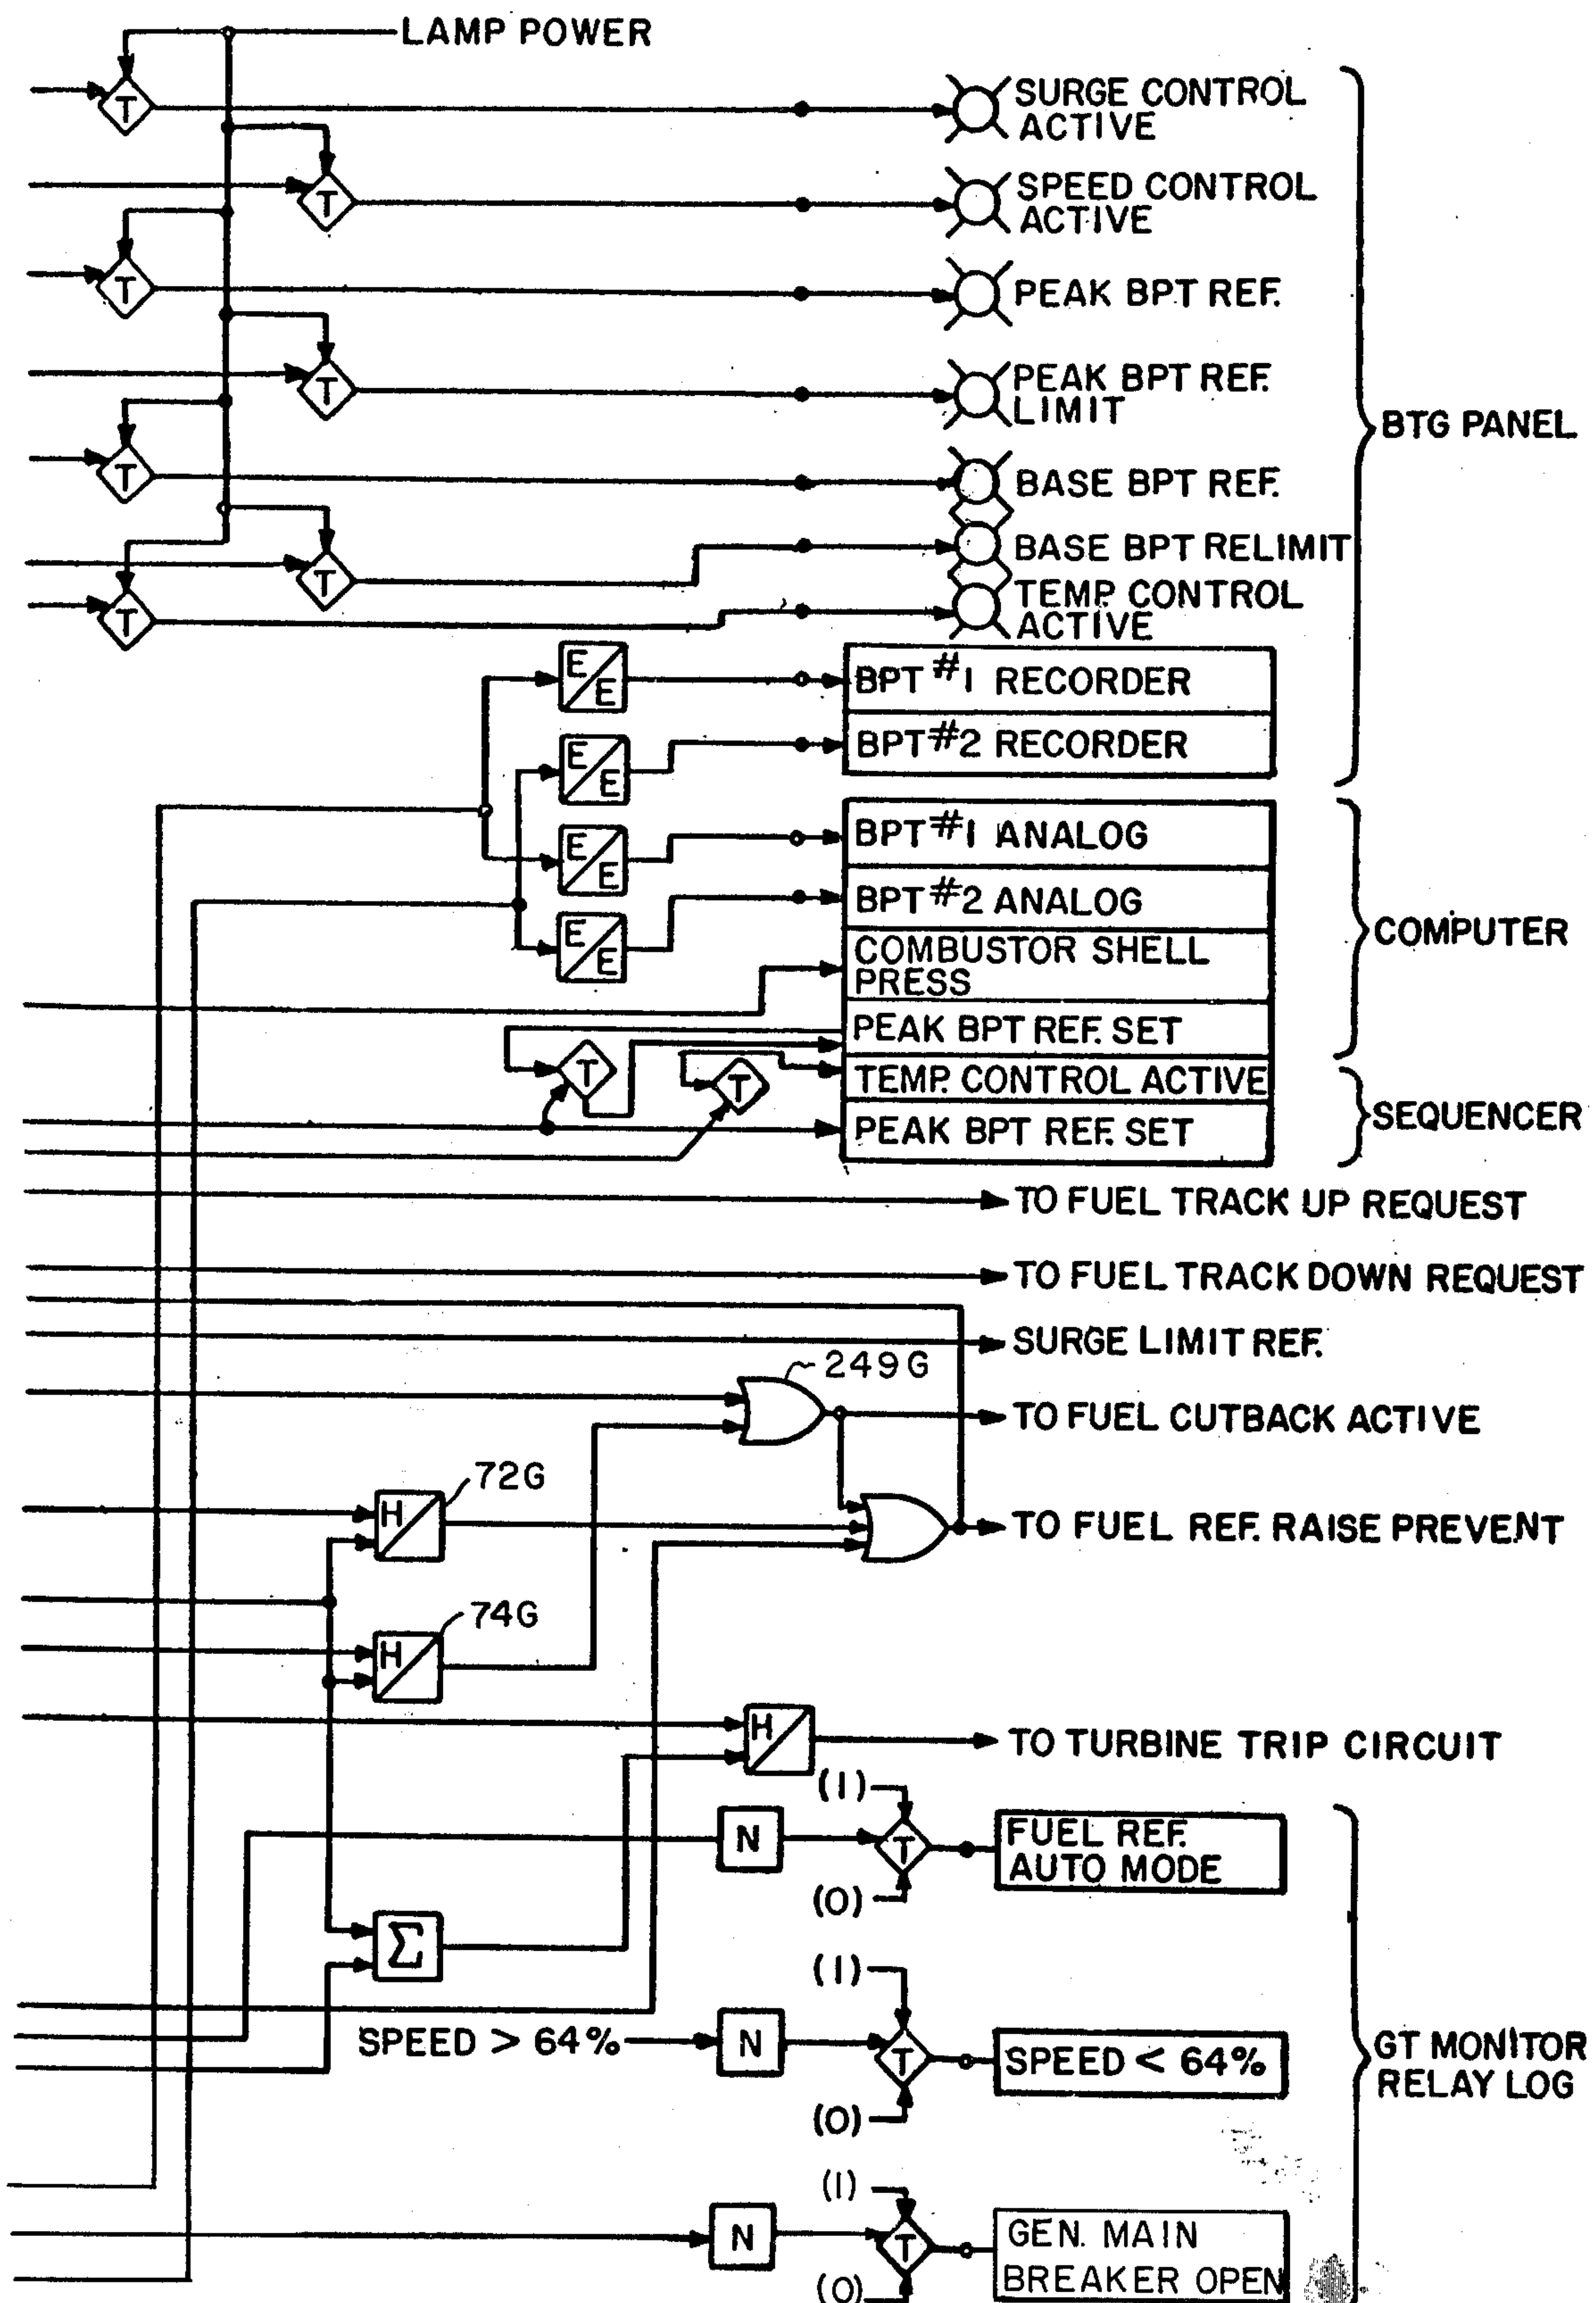 LAMP POWER
T
SURGE CONTROL
ACTIVE
T
SPEED CONTROL
ACTIVE
T
PEAK BPT REF.
T
PEAK BPT REF.
LIMIT
BTG PANEL
T
BASE BPT REF.
T
BASE BPT RELIMIT
T
TEMP. CONTROL
ACTIVE
E/E
BPT #1 RECORDER
E/E
BPT #2 RECORDER
E/E
BPT #1 ANALOG
E/E
BPT #2 ANALOG
COMPUTER
COMBUSTOR SHELL
PRESS
PEAK BPT REF. SET
T
T
TEMP. CONTROL ACTIVE
SEQUENCER
PEAK BPT REF. SET
TO FUEL TRACK UP REQUEST
TO FUEL TRACK DOWN REQUEST
SURGE LIMIT REF.
249G
TO FUEL CUTBACK ACTIVE
72G
H/
TO FUEL REF. RAISE PREVENT
74G
H/
H/
TO TURBINE TRIP CIRCUIT
(1)
N
T
FUEL REF.
AUTO MODE
(0)
Σ
(1)
SPEED > 64%
N
T
SPEED < 64%
GT MONITOR
RELAY LOG
(0)
(1)
N
T
GEN. MAIN
BREAKER OPEN
(0)